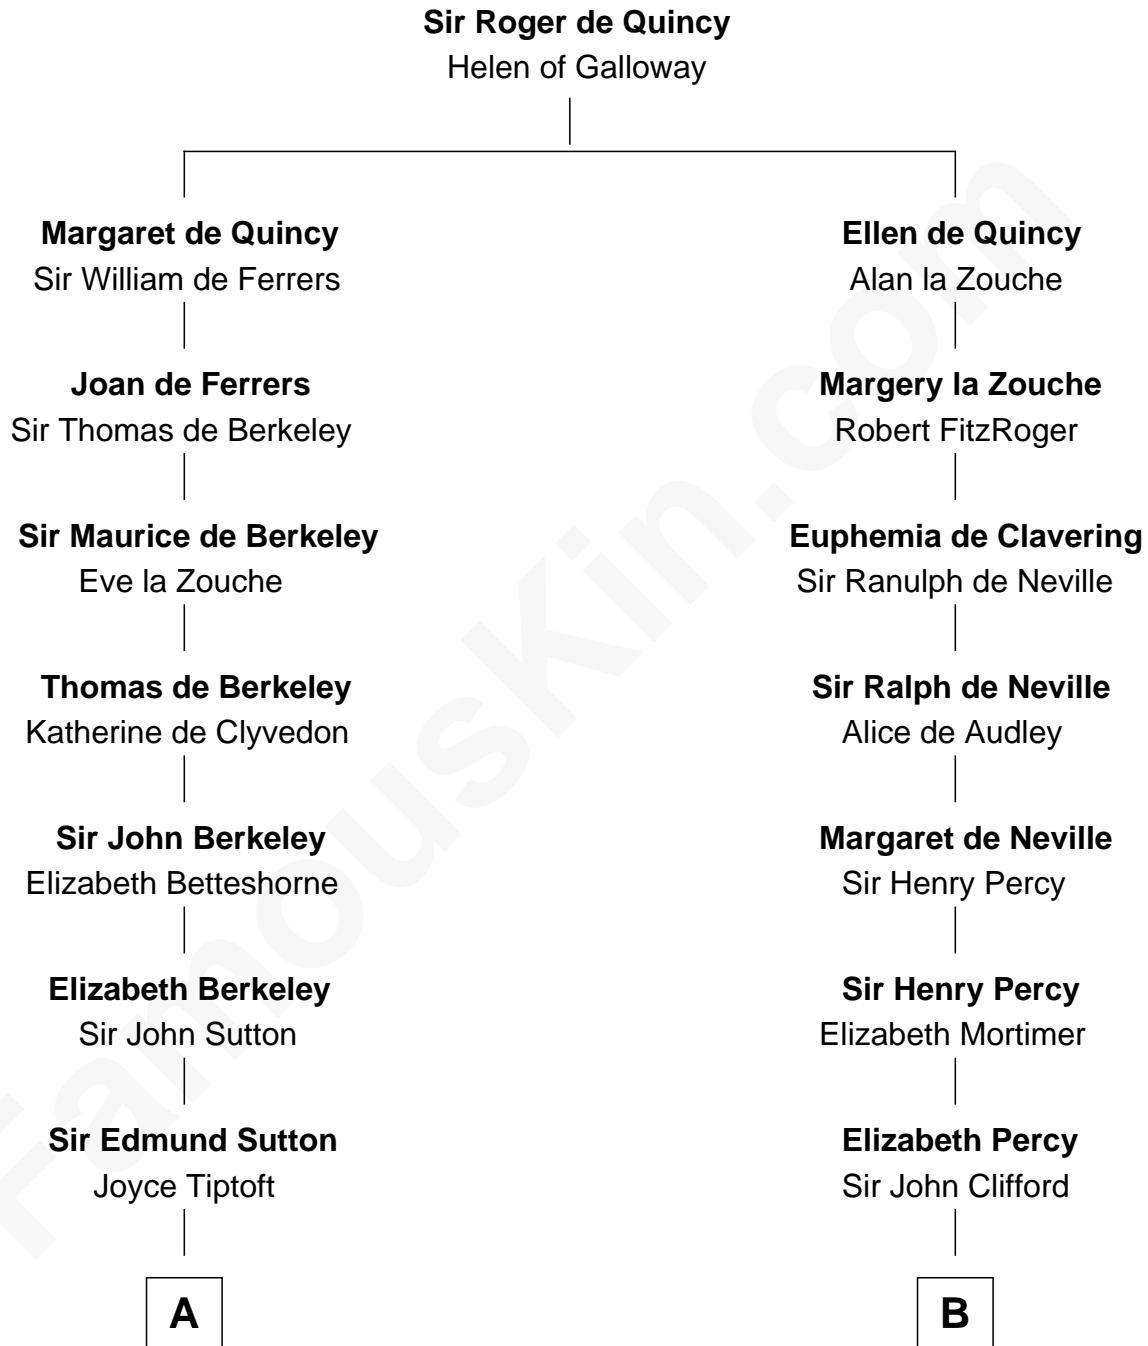 Sir Roger de Quincy
Helen of Galloway
Margaret de Quincy
Sir William de Ferrers
Ellen de Quincy
Alan la Zouche
Joan de Ferrers
Sir Thomas de Berkeley
Margery la Zouche
Robert FitzRoger
Sir Maurice de Berkeley
Eve la Zouche
Euphemia de Clavering
Sir Ranulph de Neville
Thomas de Berkeley
Katherine de Clyvedon
Sir Ralph de Neville
Alice de Audley
Sir John Berkeley
Elizabeth Betteshorne
Margaret de Neville
Sir Henry Percy
Elizabeth Berkeley
Sir John Sutton
Sir Henry Percy
Elizabeth Mortimer
Sir Edmund Sutton
Joyce Tiptoft
Elizabeth Percy
Sir John Clifford
A
B
FamousKin.com